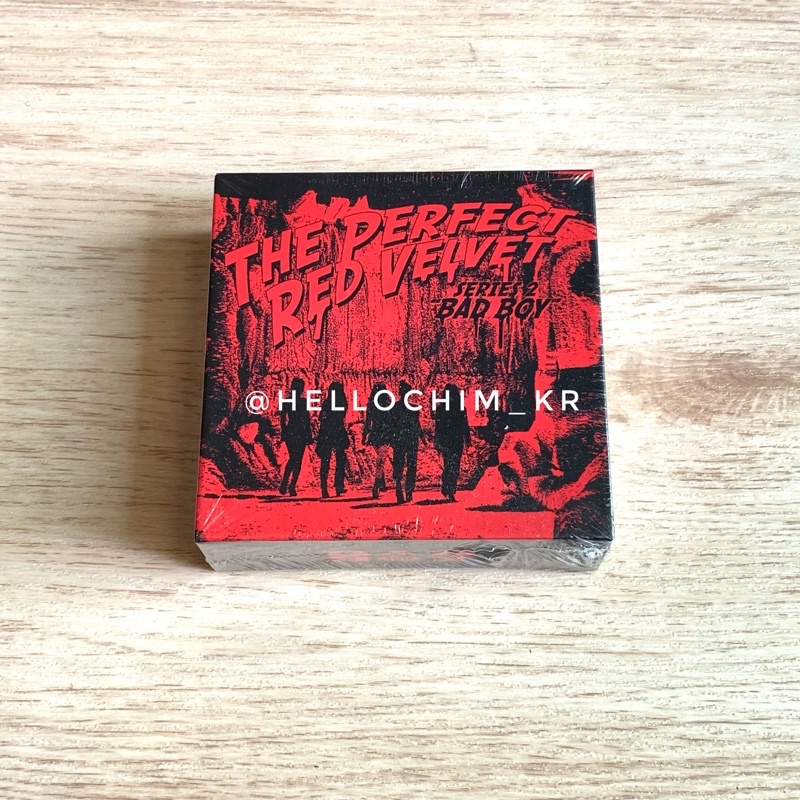 THE PERFECT
RED VELVET
SERIES 2
"BAD BOY"
@HELLOCHIM_KR